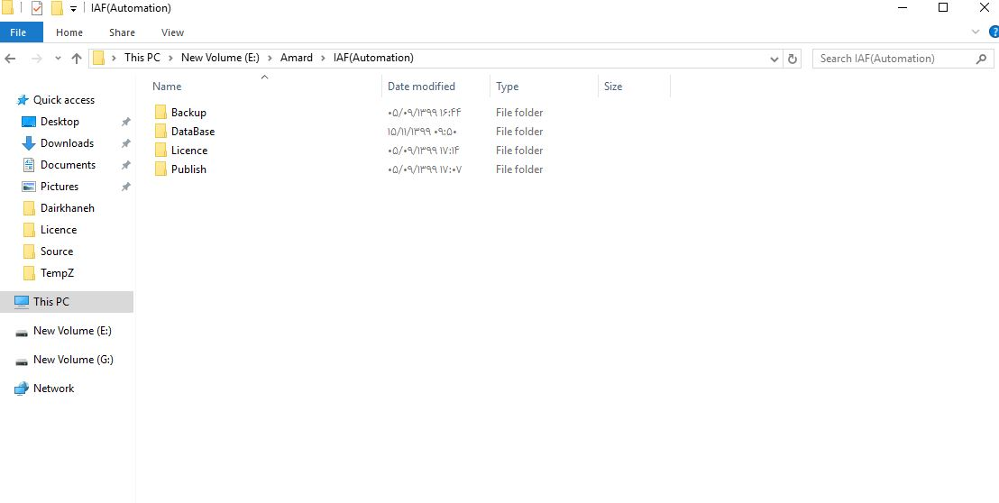 IAF(Automation)
File Home Share View
This PC New Volume (E:) Amard IAF(Automation) Search IAF(Automation)
Name Date modified Type Size
Quick access
Desktop
Downloads
Documents
Pictures
Dairkhaneh
Licence
Source
TempZ
This PC
New Volume (E:)
New Volume (G:)
Network
Backup ۰۵/۰۹/۱۳۹۹ ۱۶:۴۴ File folder
DataBase ۱۵/۱۱/۱۳۹۹ ۰۹:۵۰ File folder
Licence ۰۵/۰۹/۱۳۹۹ ۱۷:۱۴ File folder
Publish ۰۵/۰۹/۱۳۹۹ ۱۷:۰۷ File folder